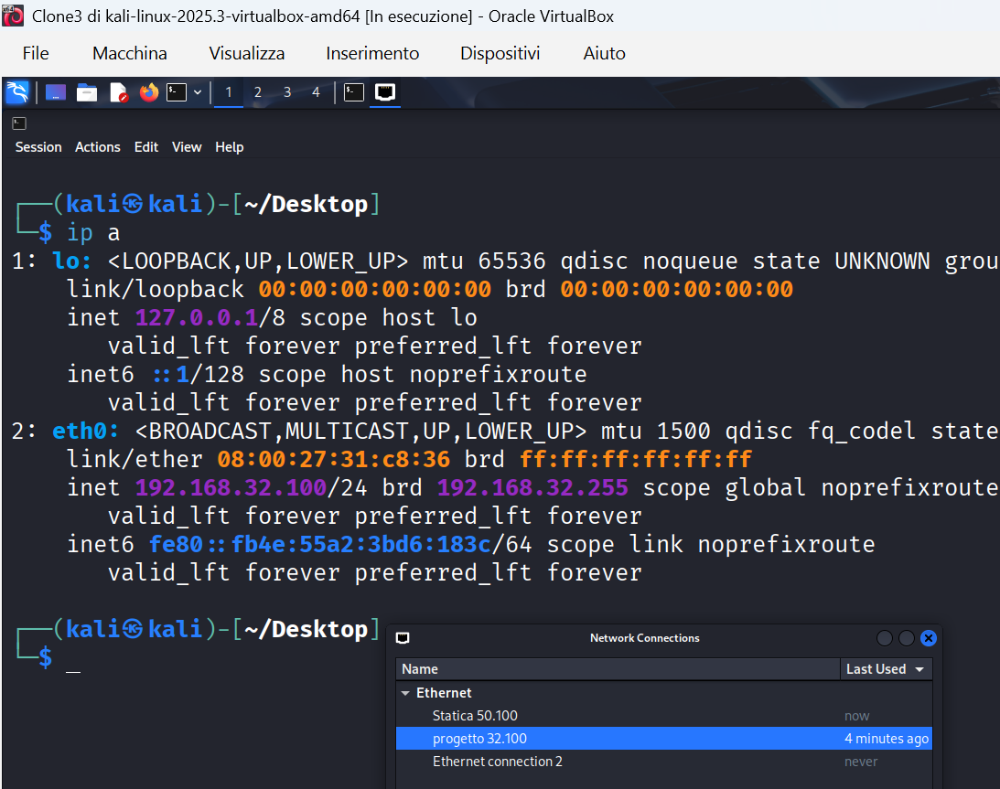 Clone3 di kali-linux-2025.3-virtualbox-amd64 [In esecuzione] - Oracle VirtualBox
File Macchina Visualizza Inserimento Dispositivi Aiuto
1 2 3 4
Session Actions Edit View Help
┌──(kali㉿kali)-[~/Desktop]
└─$ ip a
1: lo: <LOOPBACK,UP,LOWER_UP> mtu 65536 qdisc noqueue state UNKNOWN grou
link/loopback 00:00:00:00:00:00 brd 00:00:00:00:00:00
inet 127.0.0.1/8 scope host lo
valid_lft forever preferred_lft forever
inet6 ::1/128 scope host noprefixroute
valid_lft forever preferred_lft forever
2: eth0: <BROADCAST,MULTICAST,UP,LOWER_UP> mtu 1500 qdisc fq_codel state
link/ether 08:00:27:31:c8:36 brd ff:ff:ff:ff:ff:ff
inet 192.168.32.100/24 brd 192.168.32.255 scope global noprefixroute
valid_lft forever preferred_lft forever
inet6 fe80::fb4e:55a2:3bd6:183c/64 scope link noprefixroute
valid_lft forever preferred_lft forever
┌──(kali㉿kali)-[~/Desktop]
└─$ _
Network Connections
Name Last Used
Ethernet
Statica 50.100 now
progetto 32.100 4 minutes ago
Ethernet connection 2 never